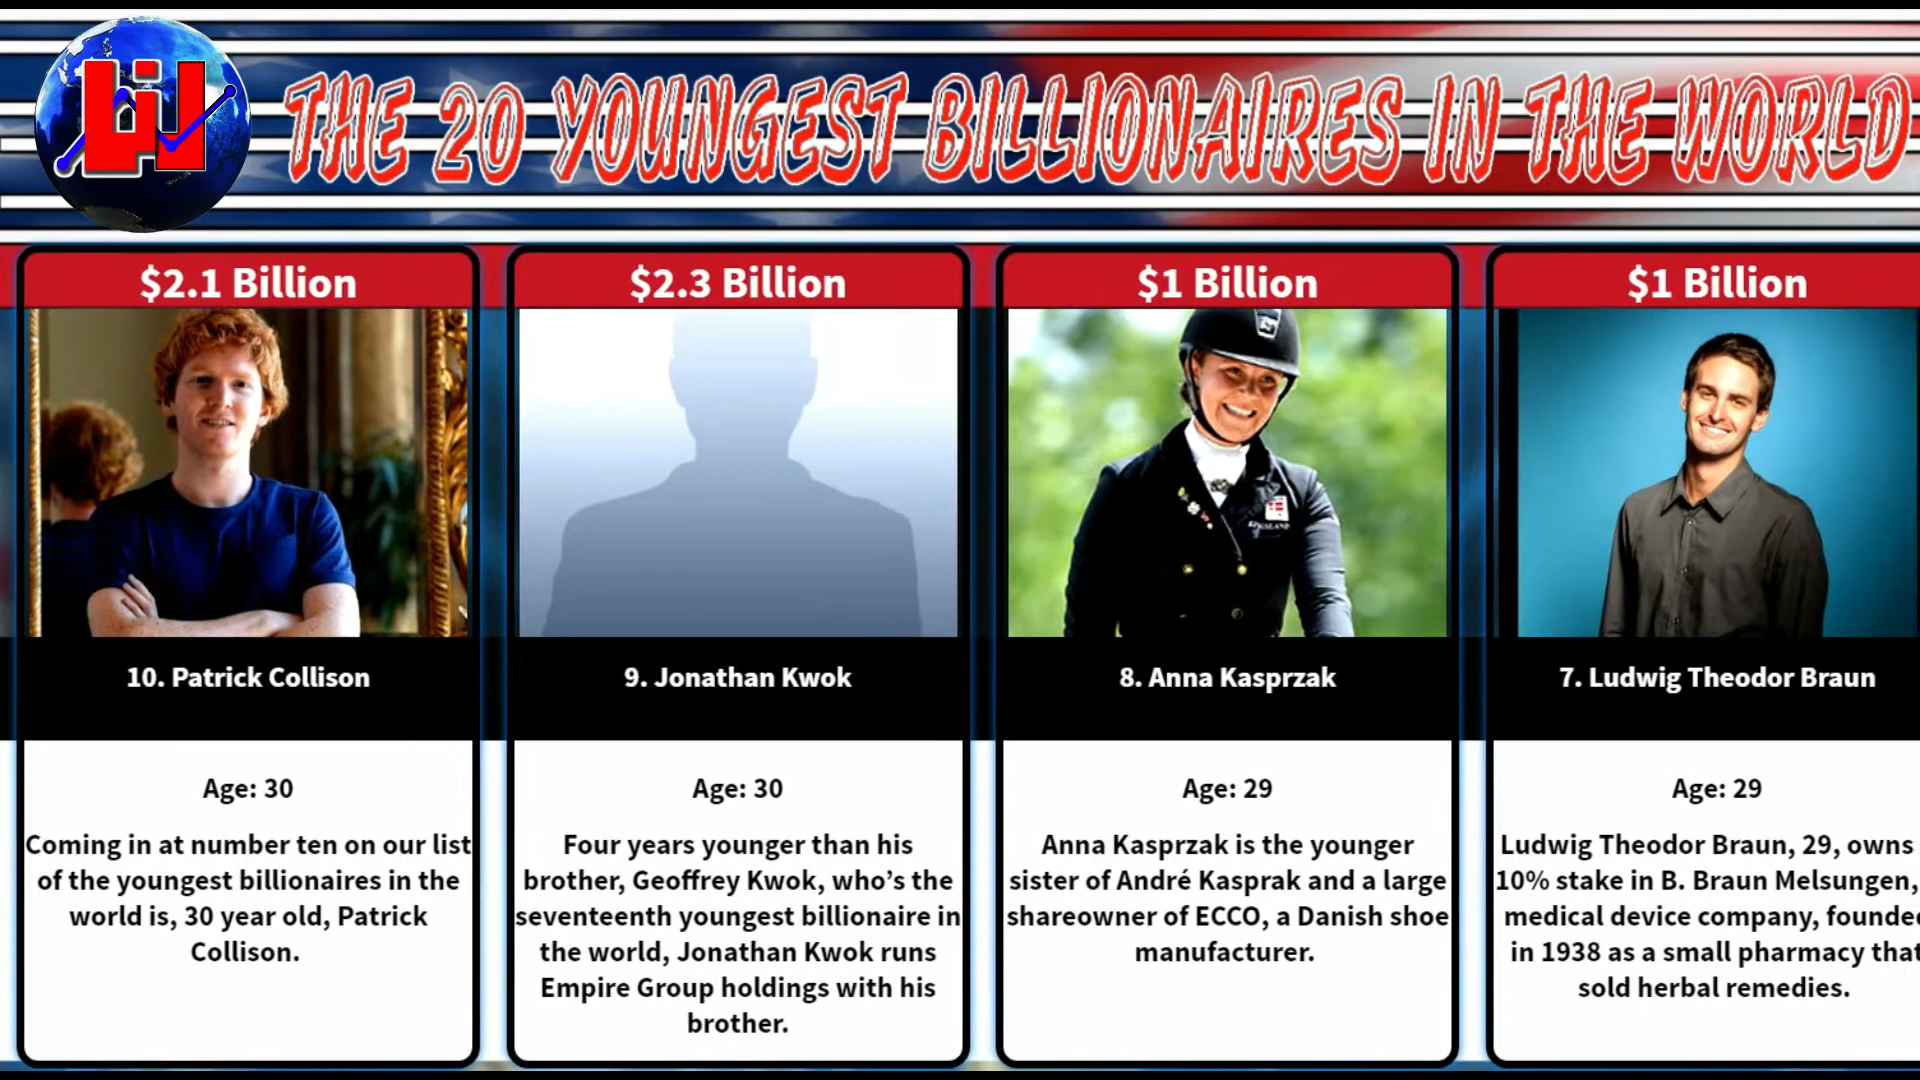 THE 20 YOUNGEST BILLIONAIRES IN THE WORLD
$2.1 Billion
10. Patrick Collison
Age: 30
Coming in at number ten on our list
of the youngest billionaires in the
world is, 30 year old, Patrick
Collison.
$2.3 Billion
9. Jonathan Kwok
Age: 30
Four years younger than his
brother, Geoffrey Kwok, who's the
seventeenth youngest billionaire in
the world, Jonathan Kwok runs
Empire Group holdings with his
brother.
$1 Billion
KINGSLAND
8. Anna Kasprzak
Age: 29
Anna Kasprzak is the younger
sister of André Kasprak and a large
shareowner of ECCO, a Danish shoe
manufacturer.
$1 Billion
7. Ludwig Theodor Braun
Age: 29
Ludwig Theodor Braun, 29, owns
10% stake in B. Braun Melsungen,
medical device company, founde
in 1938 as a small pharmacy that
sold herbal remedies.